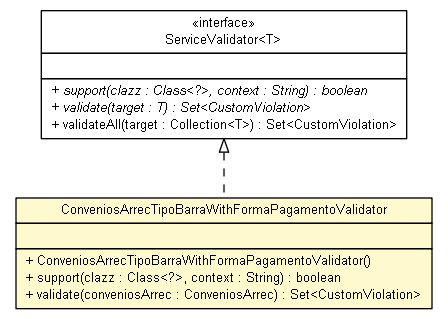 «interface»
ServiceValidator<T>
+ support(clazz : Class<?>, context : String) : boolean
+ validate(target : T) : Set<CustomViolation>
+ validateAll(target : Collection<T>) : Set<CustomViolation>
ConveniosArrecTipoBarraWithFormaPagamentoValidator
+ ConveniosArrecTipoBarraWithFormaPagamentoValidator()
+ support(clazz : Class<?>, context : String) : boolean
+ validate(conveniosArrec : ConveniosArrec) : Set<CustomViolation>